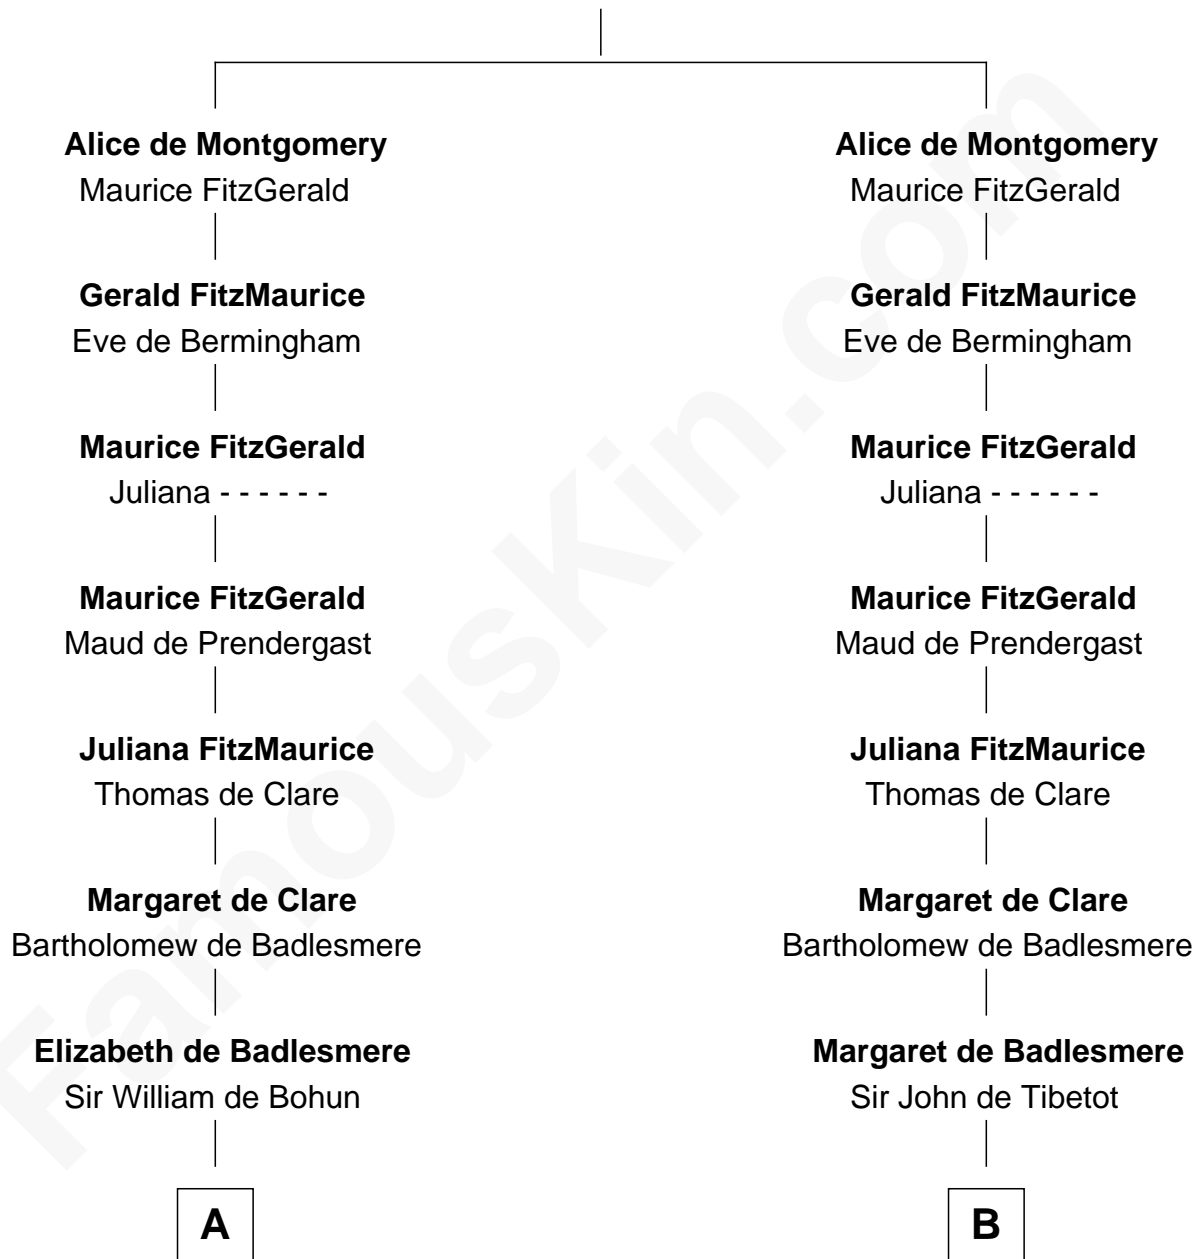 Alice de Montgomery
Maurice FitzGerald
Gerald FitzMaurice
Eve de Bermingham
Maurice FitzGerald
Juliana - - - - - -
Maurice FitzGerald
Maud de Prendergast
Juliana FitzMaurice
Thomas de Clare
Margaret de Clare
Bartholomew de Badlesmere
Elizabeth de Badlesmere
Sir William de Bohun
A
Alice de Montgomery
Maurice FitzGerald
Gerald FitzMaurice
Eve de Bermingham
Maurice FitzGerald
Juliana - - - - - -
Maurice FitzGerald
Maud de Prendergast
Juliana FitzMaurice
Thomas de Clare
Margaret de Clare
Bartholomew de Badlesmere
Margaret de Badlesmere
Sir John de Tibetot
B
FamousKin.com